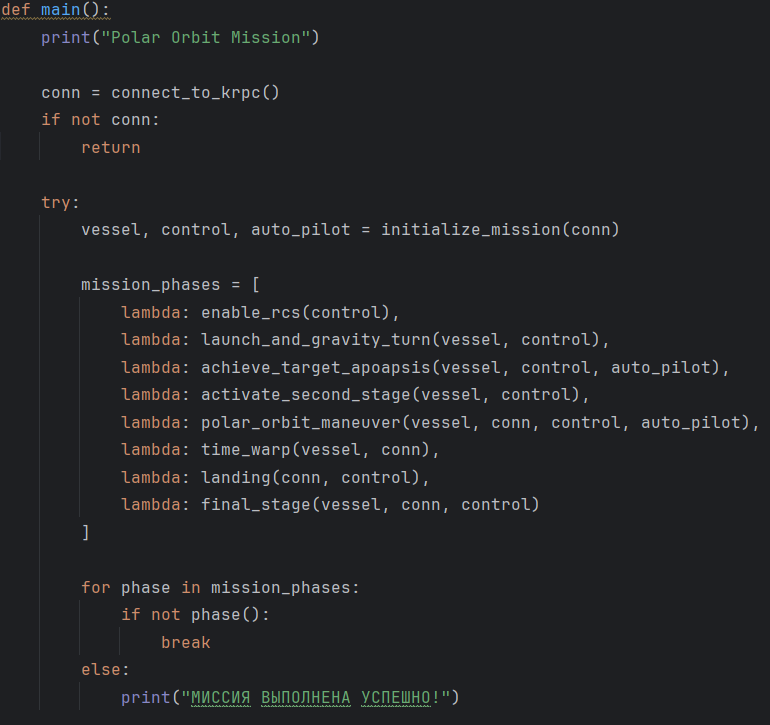 def main():
    print("Polar Orbit Mission")
    conn = connect_to_krpc()
    if not conn:
        return
    try:
        vessel, control, auto_pilot = initialize_mission(conn)
        mission_phases = [
            lambda: enable_rcs(control),
            lambda: launch_and_gravity_turn(vessel, control),
            lambda: achieve_target_apoapsis(vessel, control, auto_pilot),
            lambda: activate_second_stage(vessel, control),
            lambda: polar_orbit_maneuver(vessel, conn, control, auto_pilot),
            lambda: time_warp(vessel, conn),
            lambda: landing(conn, control),
            lambda: final_stage(vessel, conn, control)
        ]
        for phase in mission_phases:
            if not phase():
                break
        else:
            print("МИССИЯ ВЫПОЛНЕНА УСПЕШНО!")